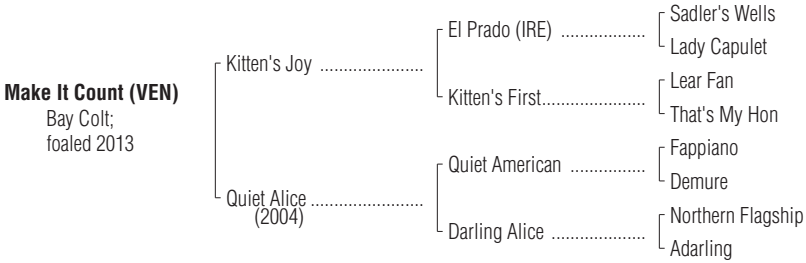 Make It Count (VEN)
Bay Colt;
foaled 2013
Kitten's Joy ......................
Quiet Alice ........................
(2004)
El Prado (IRE) ..................
Kitten's First......................
Quiet American ................
Darling Alice ....................
Sadler's Wells
Lady Capulet
Lear Fan
That's My Hon
Fappiano
Demure
Northern Flagship
Adarling